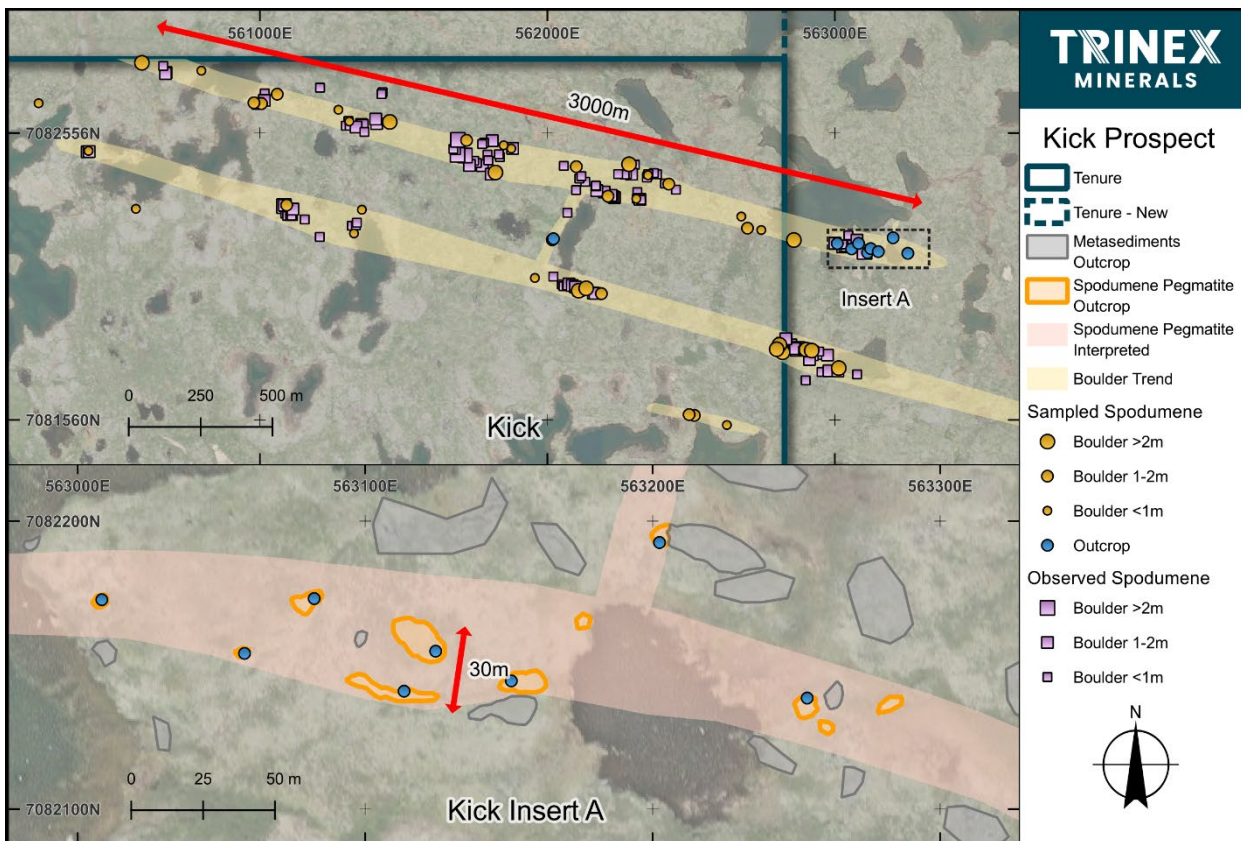 561000E
562000E
563000E
3000m
7082556N
Insert A
0 250 500 m
7081560N
Kick
563000E
563100E
563200E
563300E
7082200N
30m
0 25 50 m
7082100N
Kick Insert A
TRINEX
MINERALS
Kick Prospect
Tenure
Tenure - New
Metasediments
Outcrop
Spodumene Pegmatite
Outcrop
Spodumene Pegmatite
Interpreted
Boulder Trend
Sampled Spodumene
Boulder >2m
Boulder 1-2m
Boulder <1m
Outcrop
Observed Spodumene
Boulder >2m
Boulder 1-2m
Boulder <1m
N